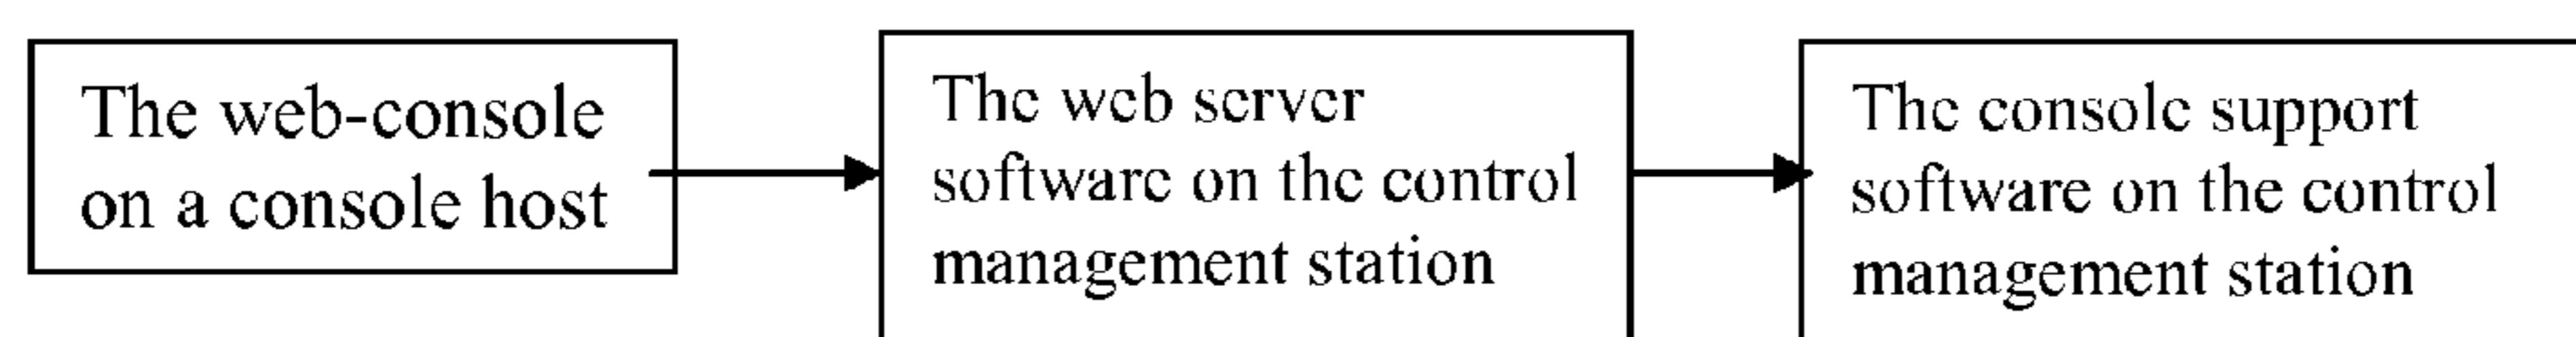 The web-console
on a console host
The web server
software on the control
management station
The console support
software on the control
management station